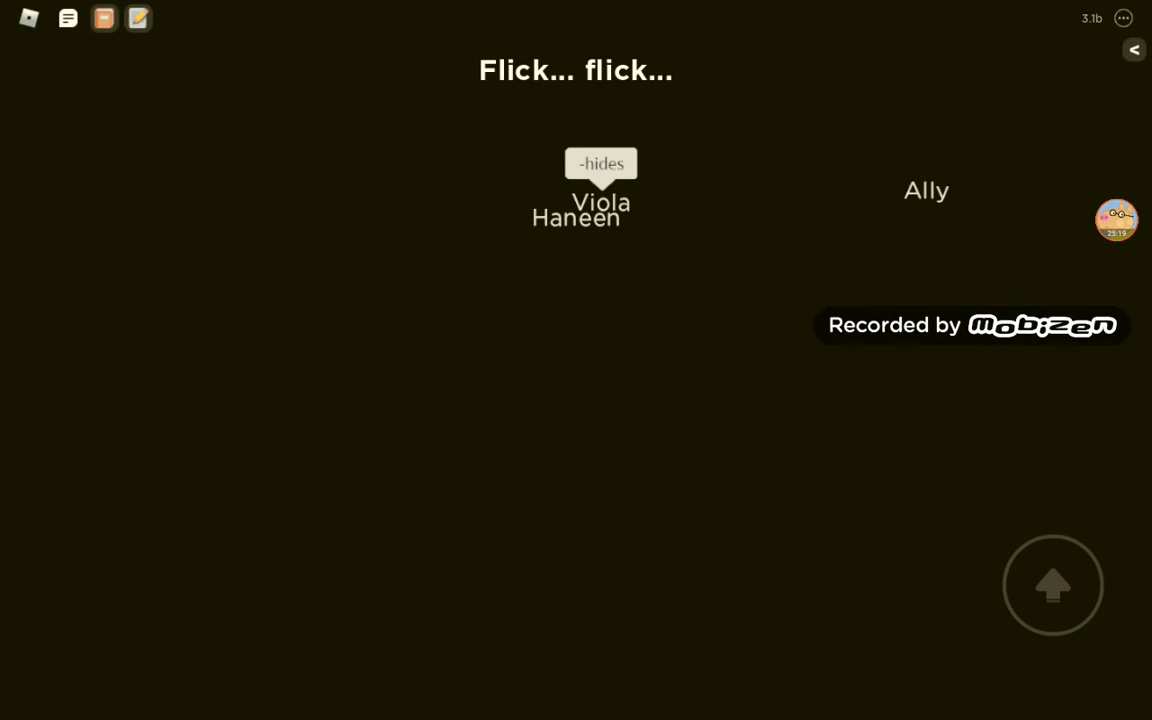 3.1b
<
Flick... flick...
-hides
Viola
Haneen
Ally
25:19
Recorded by mobizen